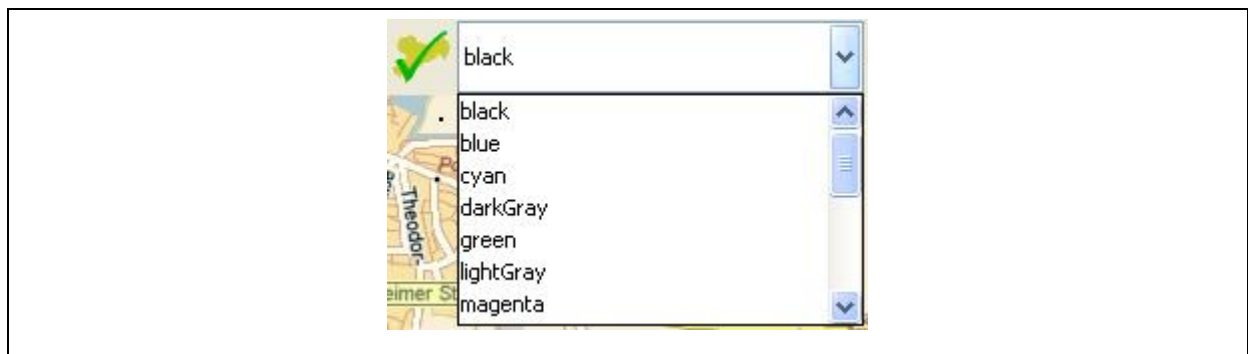 black
black
blue
cyan
darkGray
green
lightGray
magenta
Theodor-
eimer St